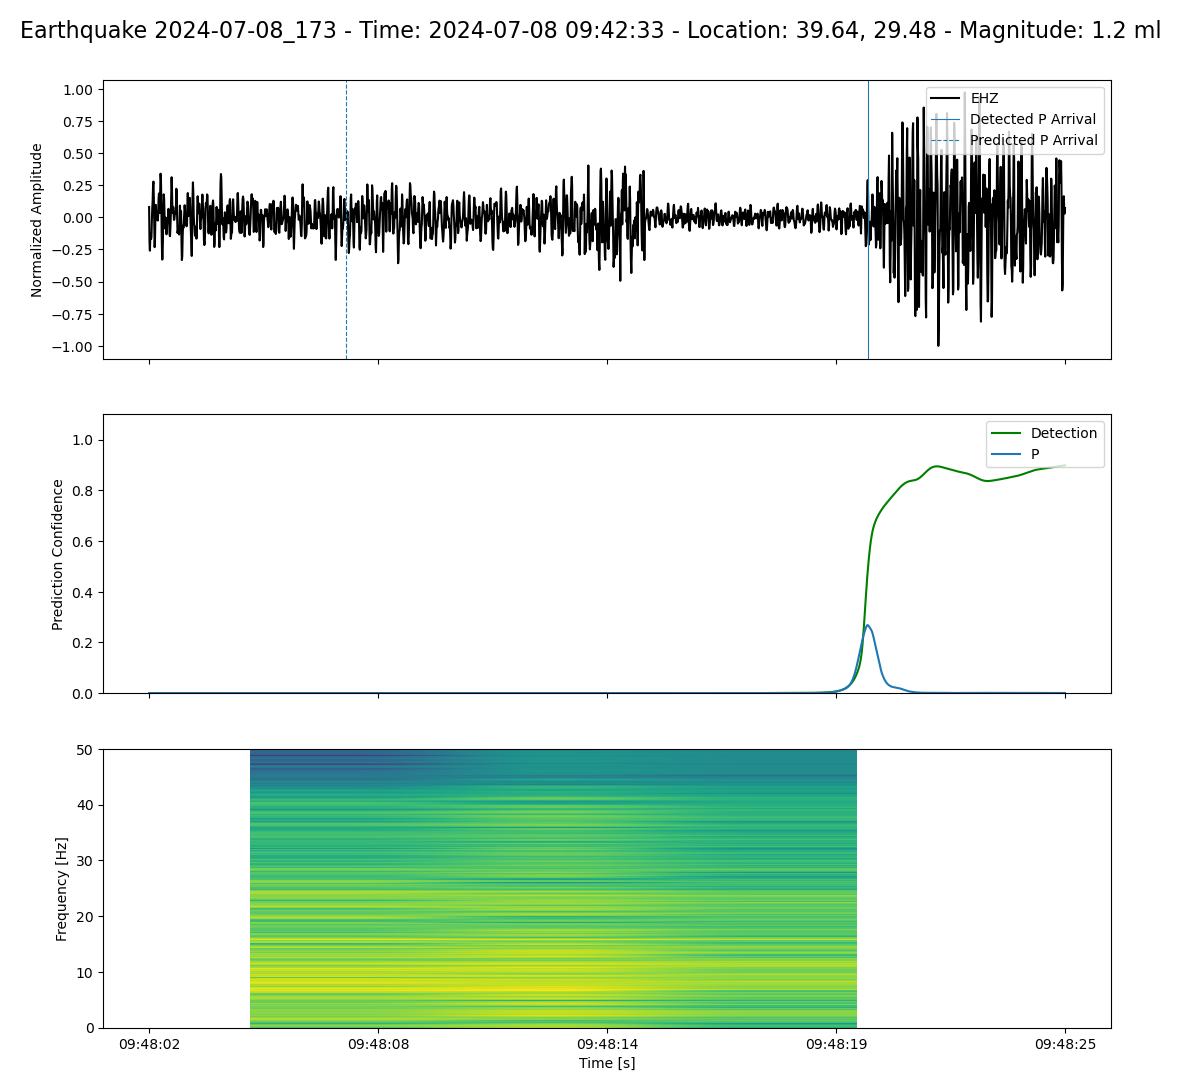 Earthquake 2024-07-08_173 - Time: 2024-07-08 09:42:33 - Location: 39.64, 29.48 - Magnitude: 1.2 ml
Normalized Amplitude
1.00
0.75
0.50
0.25
0.00
−0.25
−0.50
−0.75
−1.00
EHZ
Detected P Arrival
Predicted P Arrival
Prediction Confidence
1.0
0.8
0.6
0.4
0.2
0.0
Detection
P
Frequency [Hz]
50
40
30
20
10
0
09:48:02 09:48:08 09:48:14 09:48:19 09:48:25
Time [s]